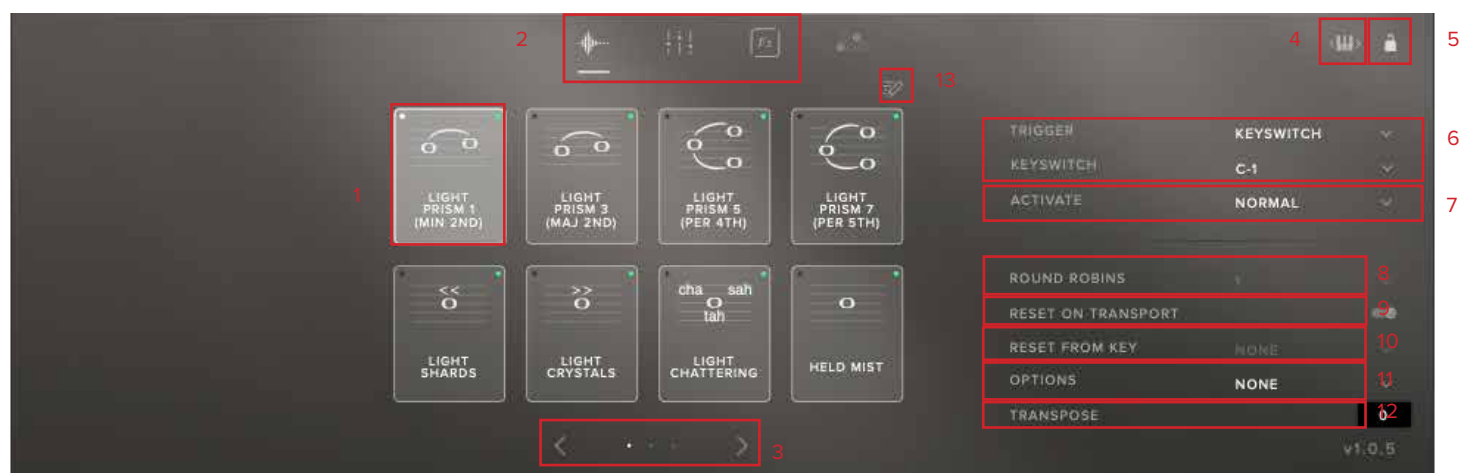 2
Fx
4
5
13
1
LIGHT
PRISM 1
(MIN 2ND)
LIGHT
PRISM 3
(MAJ 2ND)
LIGHT
PRISM 5
(PER 4TH)
LIGHT
PRISM 7
(PER 5TH)
TRIGGER KEYSWITCH 6
KEYSWITCH C-1
ACTIVATE NORMAL 7
<<
LIGHT
SHARDS
>>
LIGHT
CRYSTALS
cha sah
tah
LIGHT
CHATTERING
HELD MIST
ROUND ROBINS 8
RESET ON TRANSPORT 9
RESET FROM KEY NONE 10
OPTIONS NONE 11
TRANSPOSE 0 12
3
v1.0.5